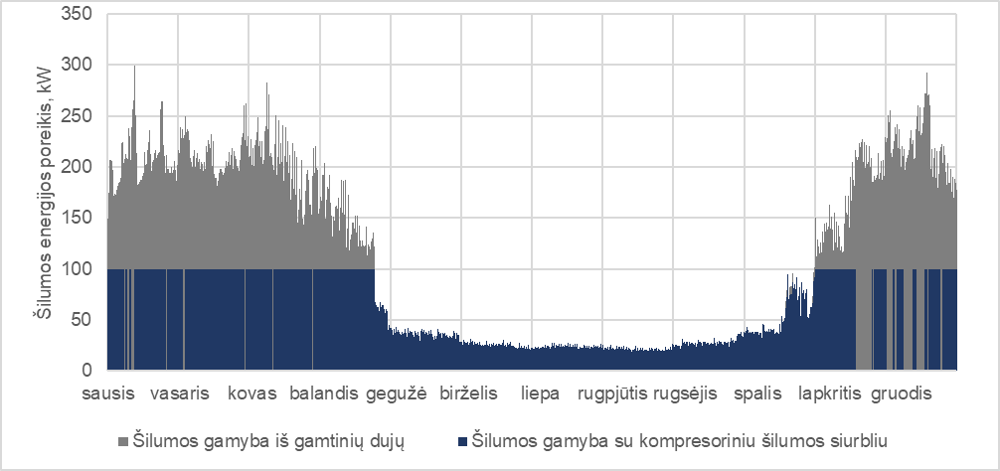 350
300
250
200
150
100
50
0
Šilumos energijos poreikis, kW
sausis vasaris kovas balandis gegužė birželis liepa rugpjūtis rugsėjis spalis lapkritis gruodis
Šilumos gamyba iš gamtinių dujų Šilumos gamyba su kompresoriniu šilumos siurbliu